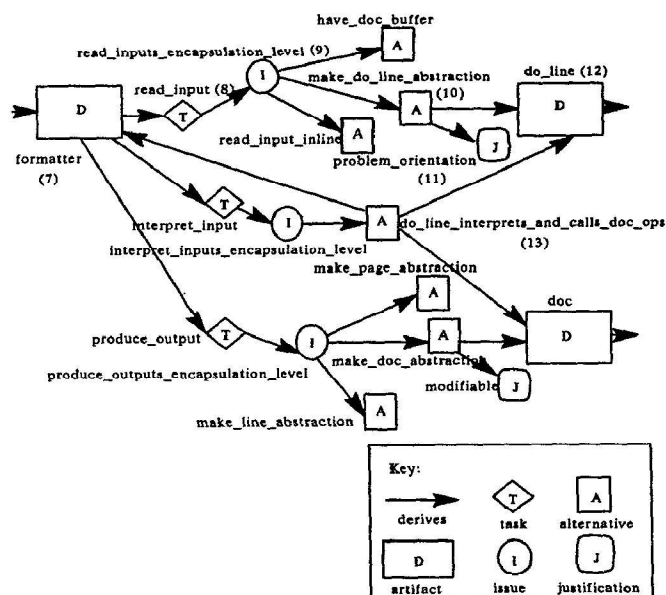 have_doc_buffer
A
read_inputs_encapsulation_level (9)
I
make_do_line_abstraction
do_line (12)
read_input (8)
(10)
D
T
A
D
A
J
read_input_inline
problem_orientation
formatter
(11)
(7)
T
interpret_input
I
A
do_line_interprets_and_calls_doc_ops
interpret_inputs_encapsulation_level
(13)
make_page_abstraction
A
doc
produce_output
T
I
A
D
make_doc_abstraction
produce_outputs_encapsulation_level
modifiable
J
A
make_line_abstraction
Key:
T
A
derives
task
alternative
D
I
J
artifact
issue
justification